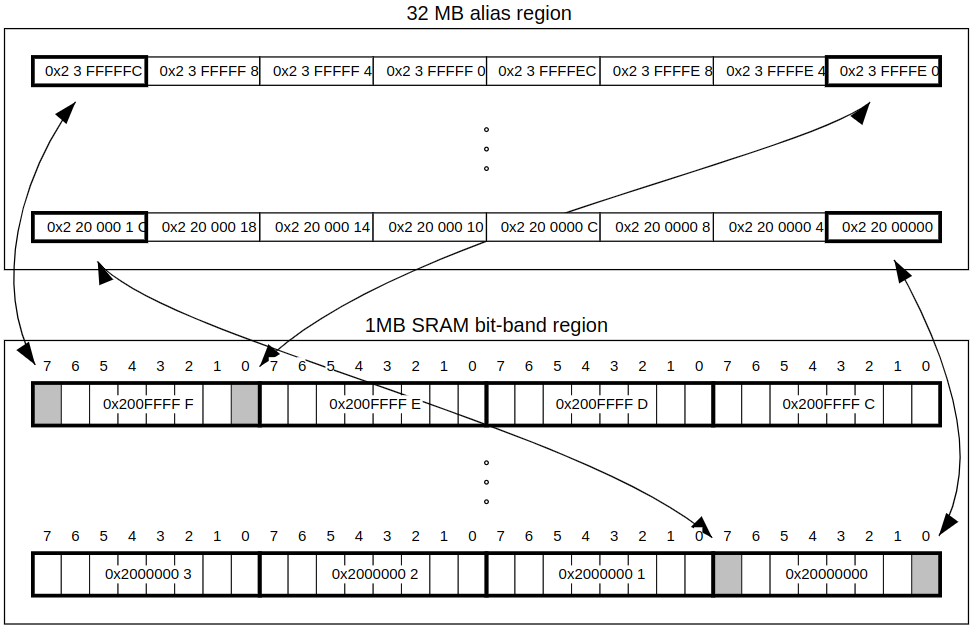 32 MB alias region
0x2 3 FFFFFC 0x2 3 FFFFF 8 0x2 3 FFFFF 4 0x2 3 FFFFF 0 0x2 3 FFFFEC 0x2 3 FFFFE 8 0x2 3 FFFFE 4 0x2 3 FFFFE 0
0x2 20 000 1 C 0x2 20 000 18 0x2 20 000 14 0x2 20 000 10 0x2 20 0000 C 0x2 20 0000 8 0x2 20 0000 4 0x2 20 00000
1MB SRAM bit-band region
7 6 5 4 3 2 1 0 7 6 5 4 3 2 1 0 7 6 5 4 3 2 1 0 7 6 5 4 3 2 1 0
0x200FFFF F 0x200FFFF E 0x200FFFF D 0x200FFFF C
7 6 5 4 3 2 1 0 7 6 5 4 3 2 1 0 7 6 5 4 3 2 1 0 7 6 5 4 3 2 1 0
0x2000000 3 0x2000000 2 0x2000000 1 0x20000000